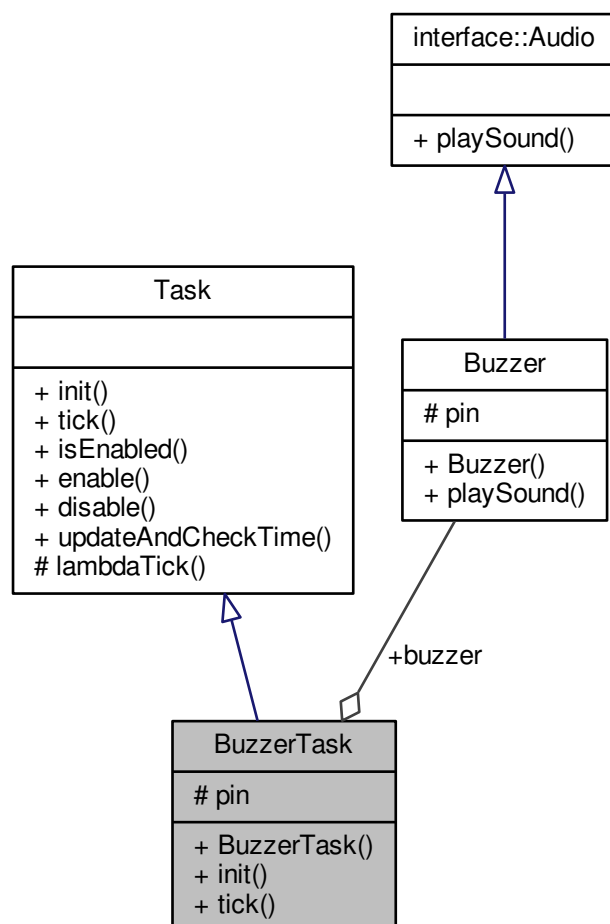 interface::Audio
+ playSound()
Task
+ init()
+ tick()
+ isEnabled()
+ enable()
+ disable()
+ updateAndCheckTime()
# lambdaTick()
Buzzer
# pin
+ Buzzer()
+ playSound()
+buzzer
BuzzerTask
# pin
+ BuzzerTask()
+ init()
+ tick()